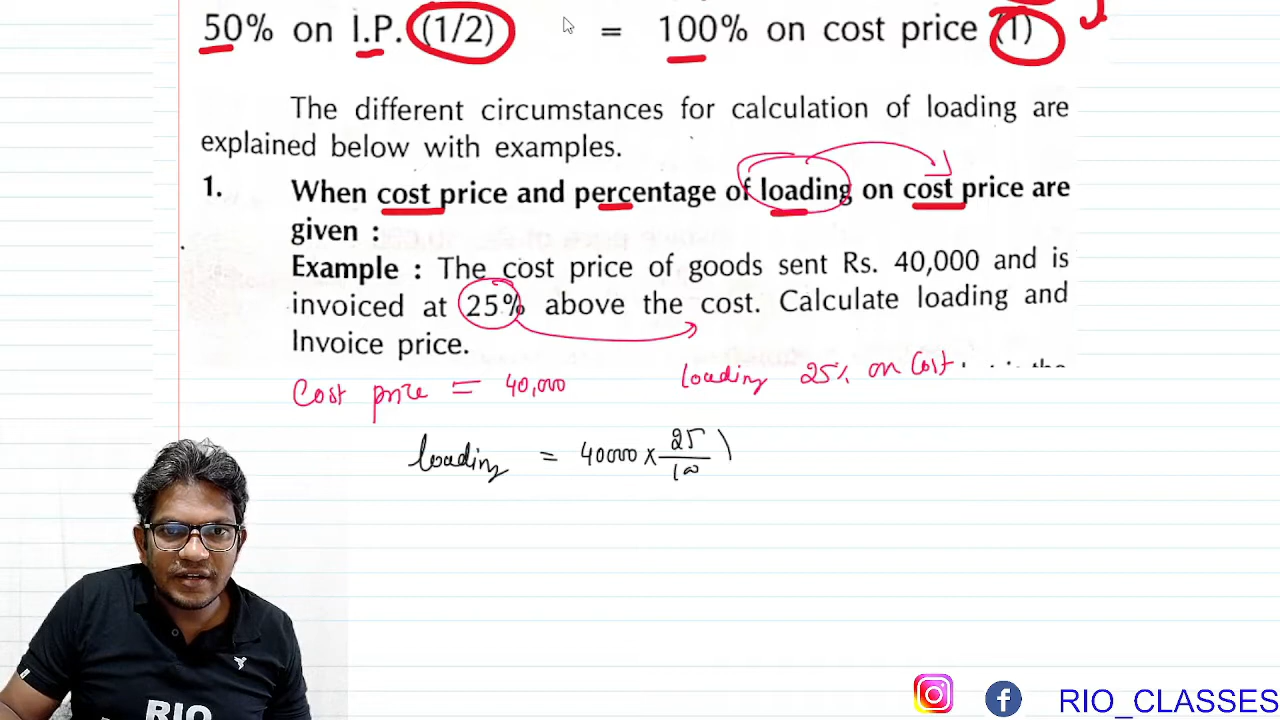 50% on I.P. (1/2) = 100% on cost price (1)
The different circumstances for calculation of loading are
explained below with examples.
1. When cost price and percentage of loading on cost price are
given :
Example : The cost price of goods sent Rs. 40,000 and is
invoiced at 25% above the cost. Calculate loading and
Invoice price.
Cost price = 40,000 loading 25% on Cost
loading = 40000 × 25/100 )
RIO
RIO_CLASSES